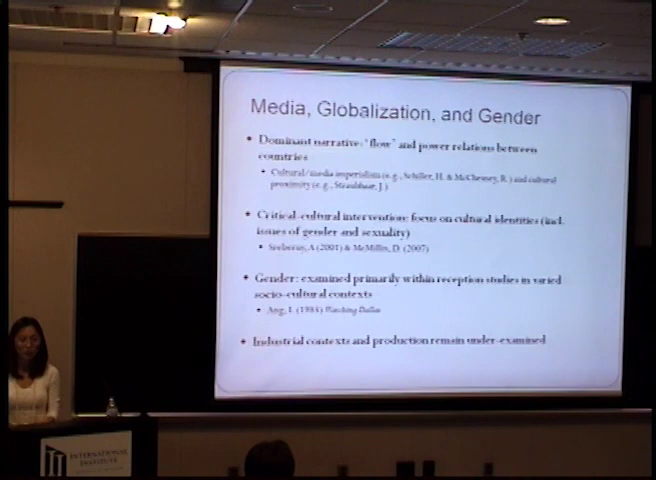 Media, Globalization, and Gender
• Dominant narrative: "flow" and power relations between
countries
• Cultural/media imperialism (e.g., Schiller, H. & McChesney, R.) and cultural
proximity (e.g., Straubhaar, J.)
• Critical-cultural intervention: focus on cultural identities (incl.
issues of gender and sexuality)
• Sreberny, A (2001) & McMillin, D. (2007)
• Gender: examined primarily within reception studies in varied
socio-cultural contexts
• Ang, I. (1984) Watching Dallas
• Industrial contexts and production remain under-examined
INTERNATIONAL
INSTITUTE